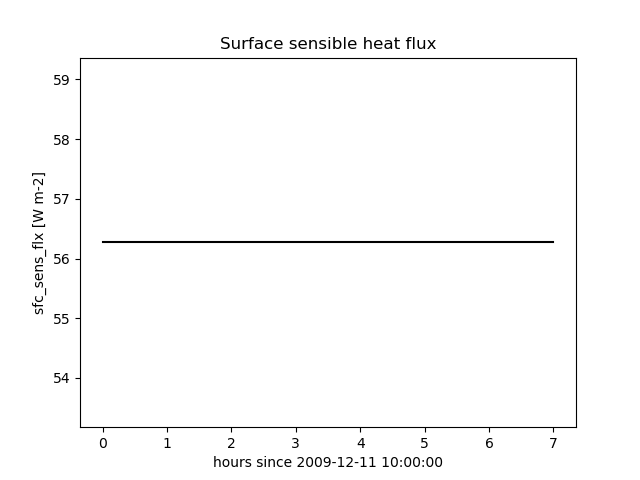 Surface sensible heat flux
59
58
57
56
55
54
sfc_sens_flx [W m-2]
0 1 2 3 4 5 6 7
hours since 2009-12-11 10:00:00